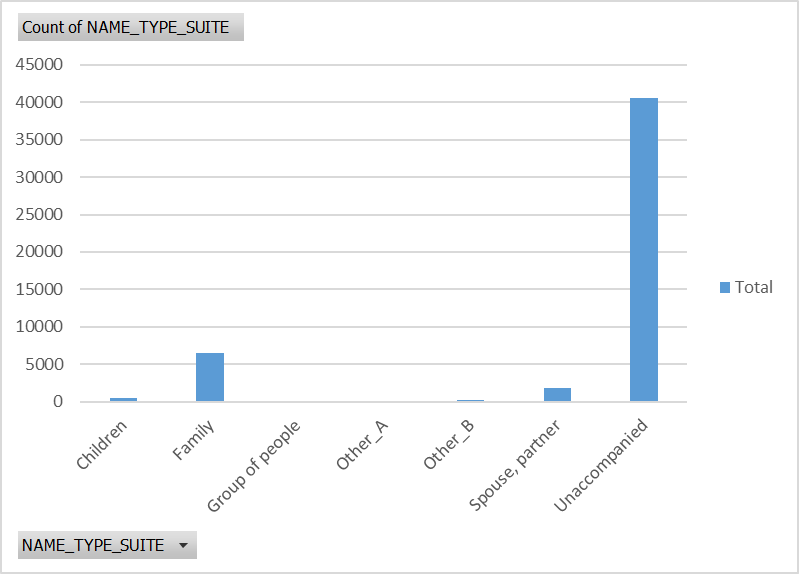 Count of NAME_TYPE_SUITE
45000
40000
35000
30000
25000
20000
15000
10000
5000
0
Children
Family
Group of people
Other_A
Other_B
Spouse, partner
Unaccompanied
Total
NAME_TYPE_SUITE